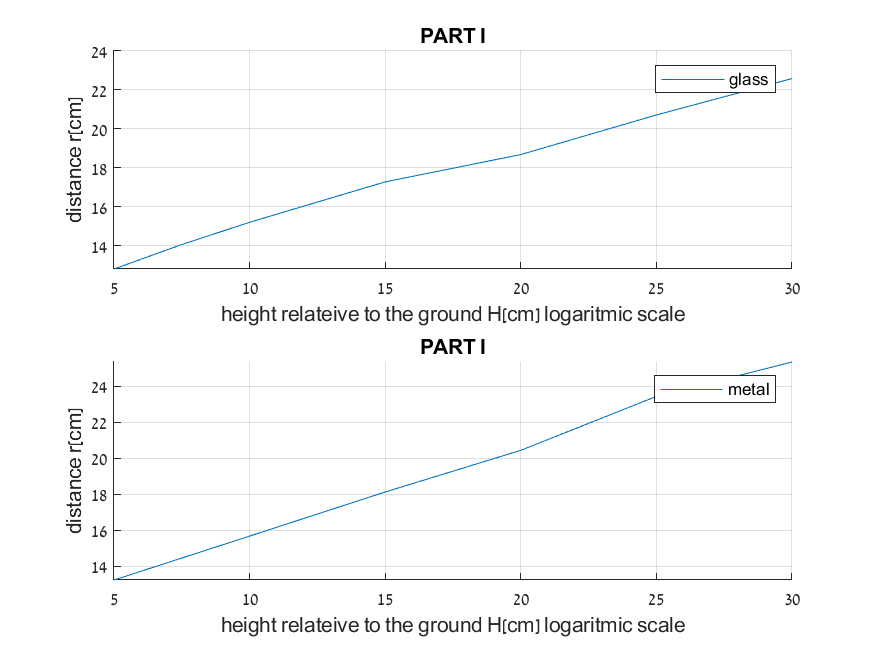 PART I
glass
distance r[cm]
24
22
20
18
16
14
5 10 15 20 25 30
height relateive to the ground H[cm] logaritmic scale
PART I
metal
distance r[cm]
24
22
20
18
16
14
5 10 15 20 25 30
height relateive to the ground H[cm] logaritmic scale